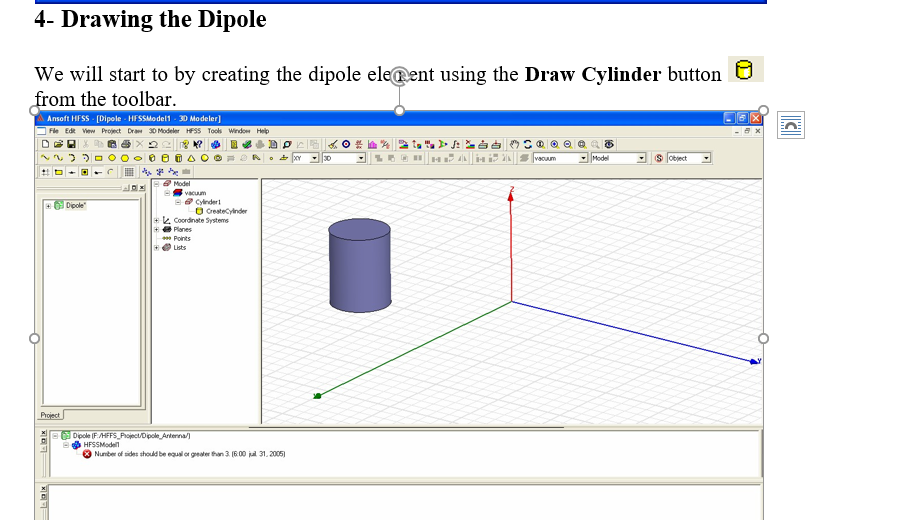 4- Drawing the Dipole
We will start to by creating the dipole element using the Draw Cylinder button
from the toolbar.
Ansoft HFSS - [Dipole - HFSSModel1 - 3D Modeler]
File Edit View Project Draw 3D Modeler HFSS Tools Window Help
XY 3D vacuum Model Object
Model
vacuum
Cylinder1
CreateCylinder
Coordinate Systems
Planes
Points
Lists
Dipole*
Z
Y
Project
Dipole (F:/HFFS_Project/Dipole_Antenna/)
HFSSModel1
Number of sides should be equal or greater than 3. (6:00 juil. 31, 2005)